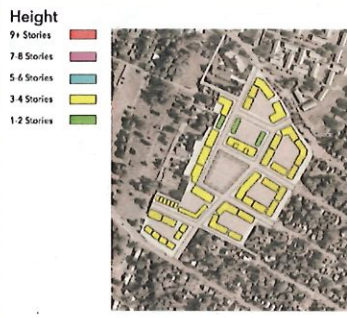 Height
9+ Stories
7-8 Stories
5-6 Stories
3-4 Stories
1-2 Stories